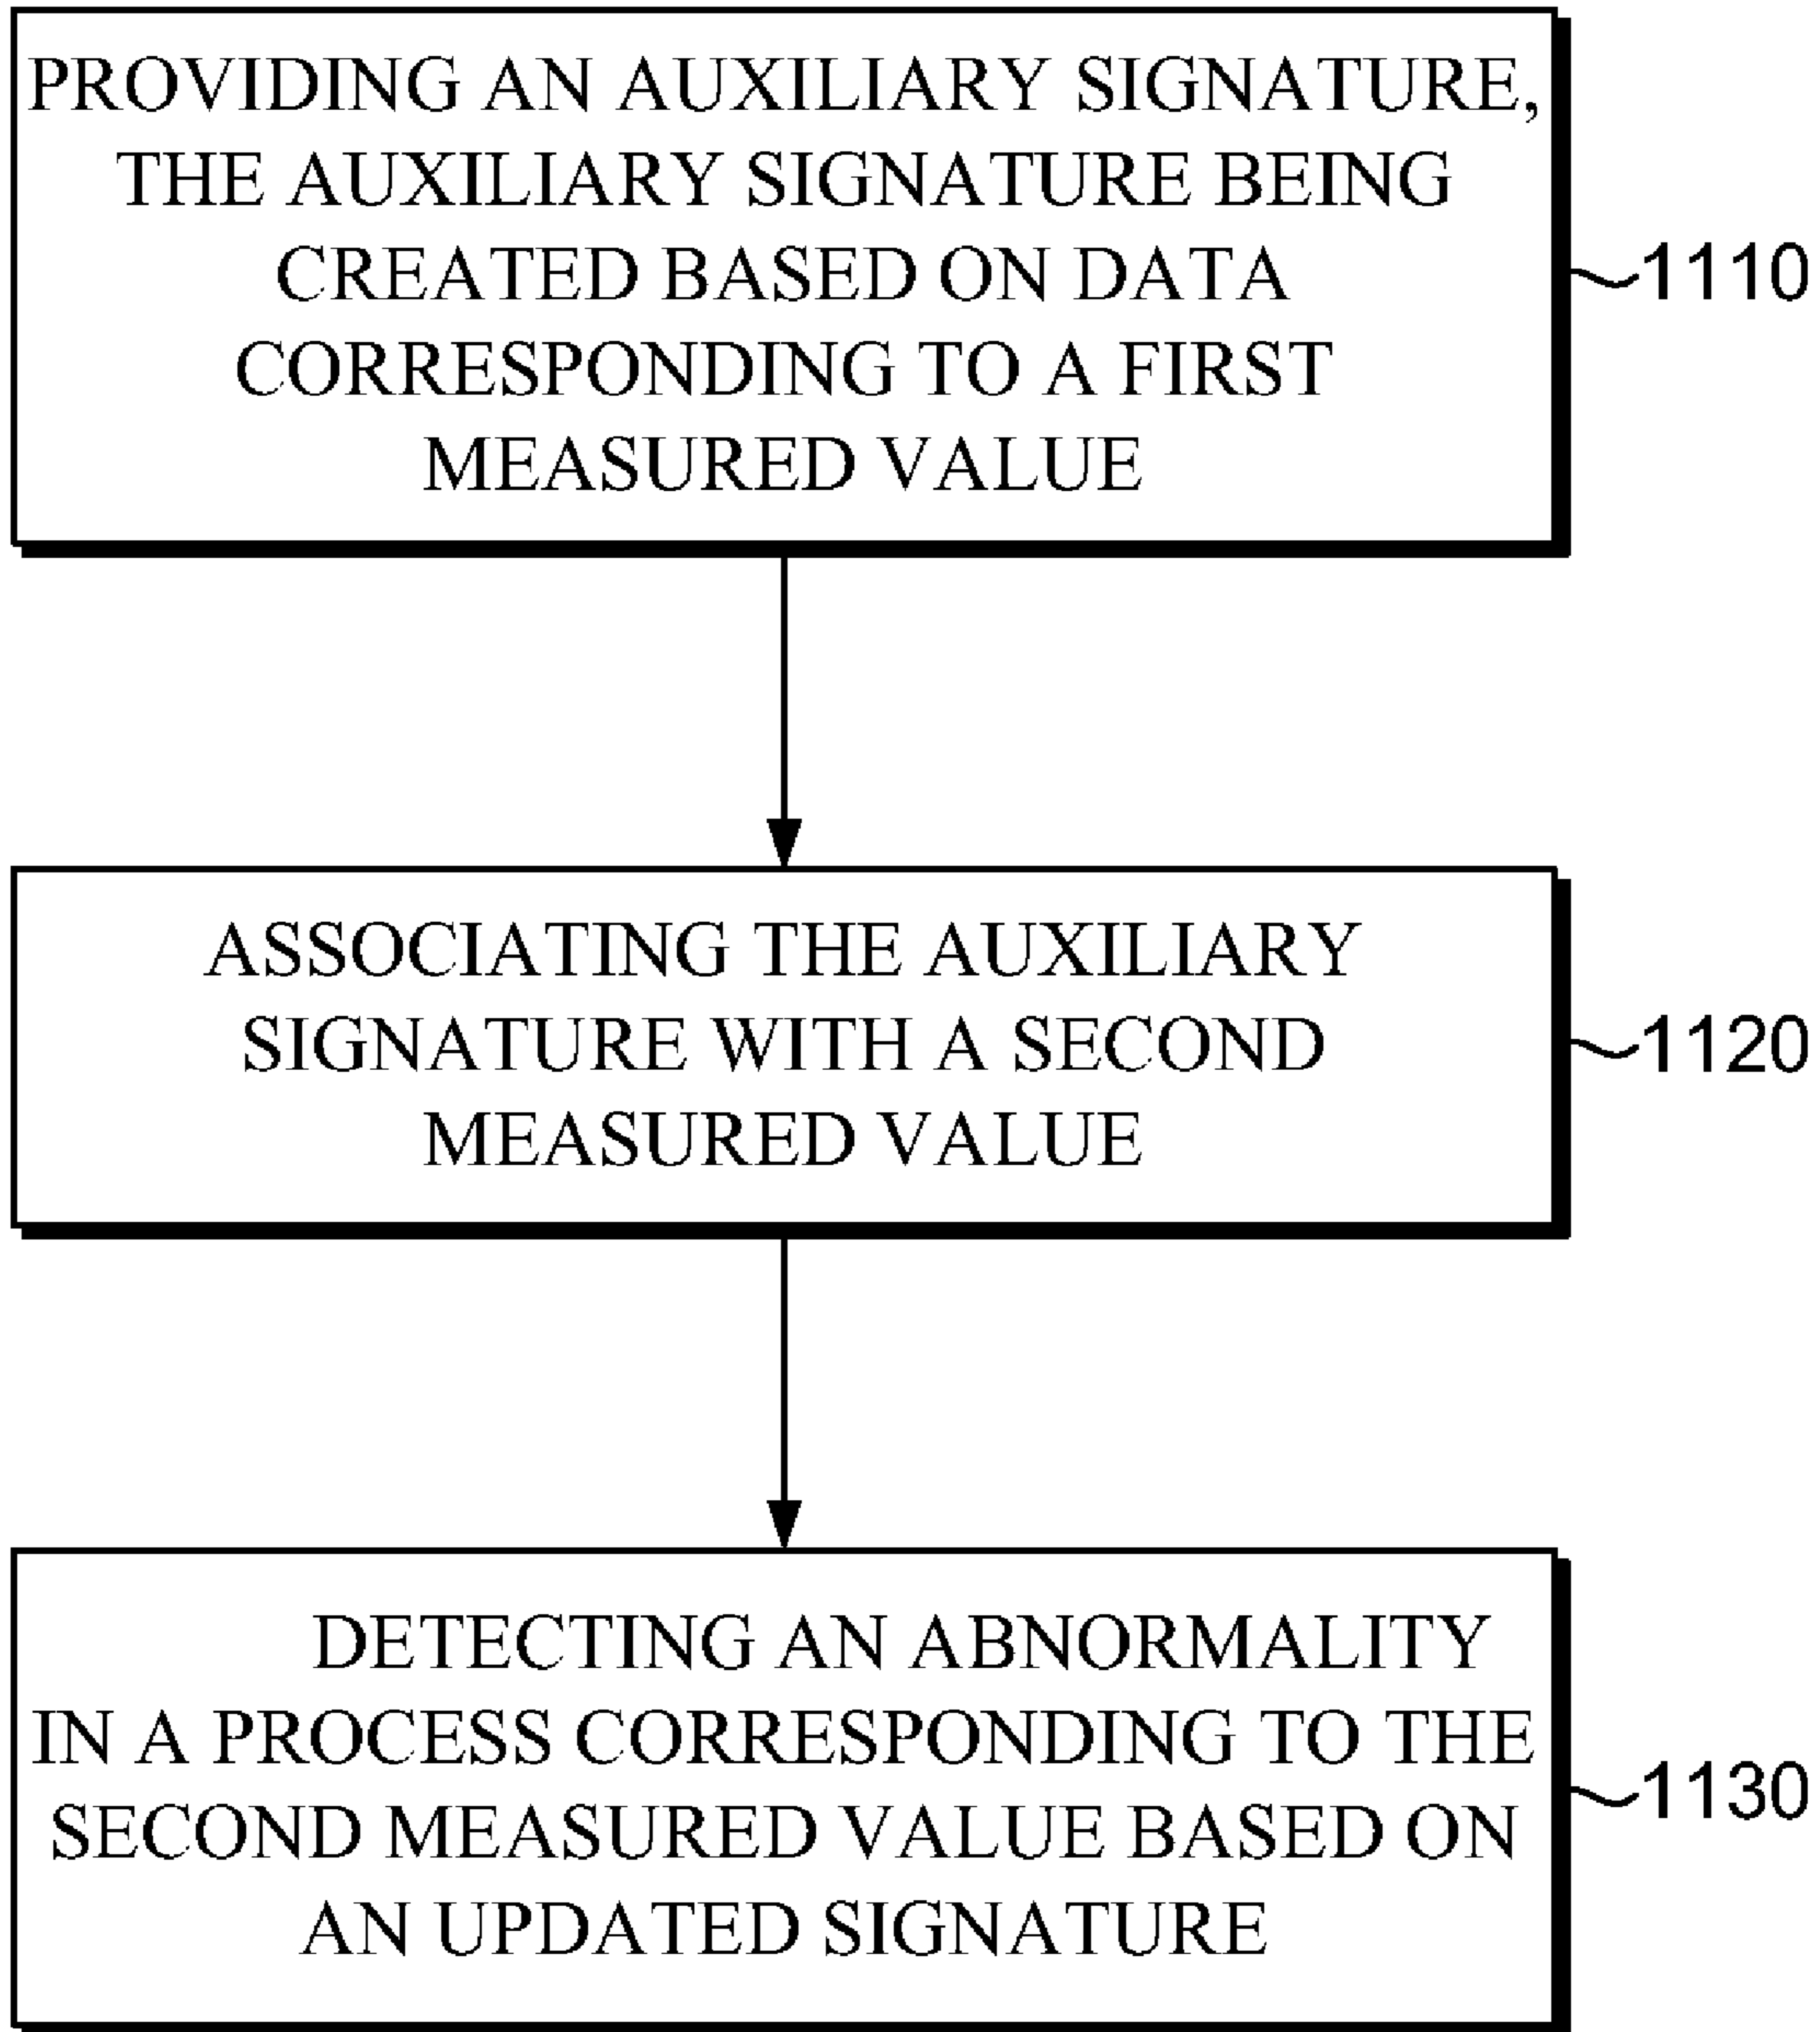 PROVIDING AN AUXILIARY SIGNATURE,
THE AUXILIARY SIGNATURE BEING
CREATED BASED ON DATA
CORRESPONDING TO A FIRST
MEASURED VALUE
1110
ASSOCIATING THE AUXILIARY
SIGNATURE WITH A SECOND
MEASURED VALUE
1120
DETECTING AN ABNORMALITY
IN A PROCESS CORRESPONDING TO THE
SECOND MEASURED VALUE BASED ON
AN UPDATED SIGNATURE
1130